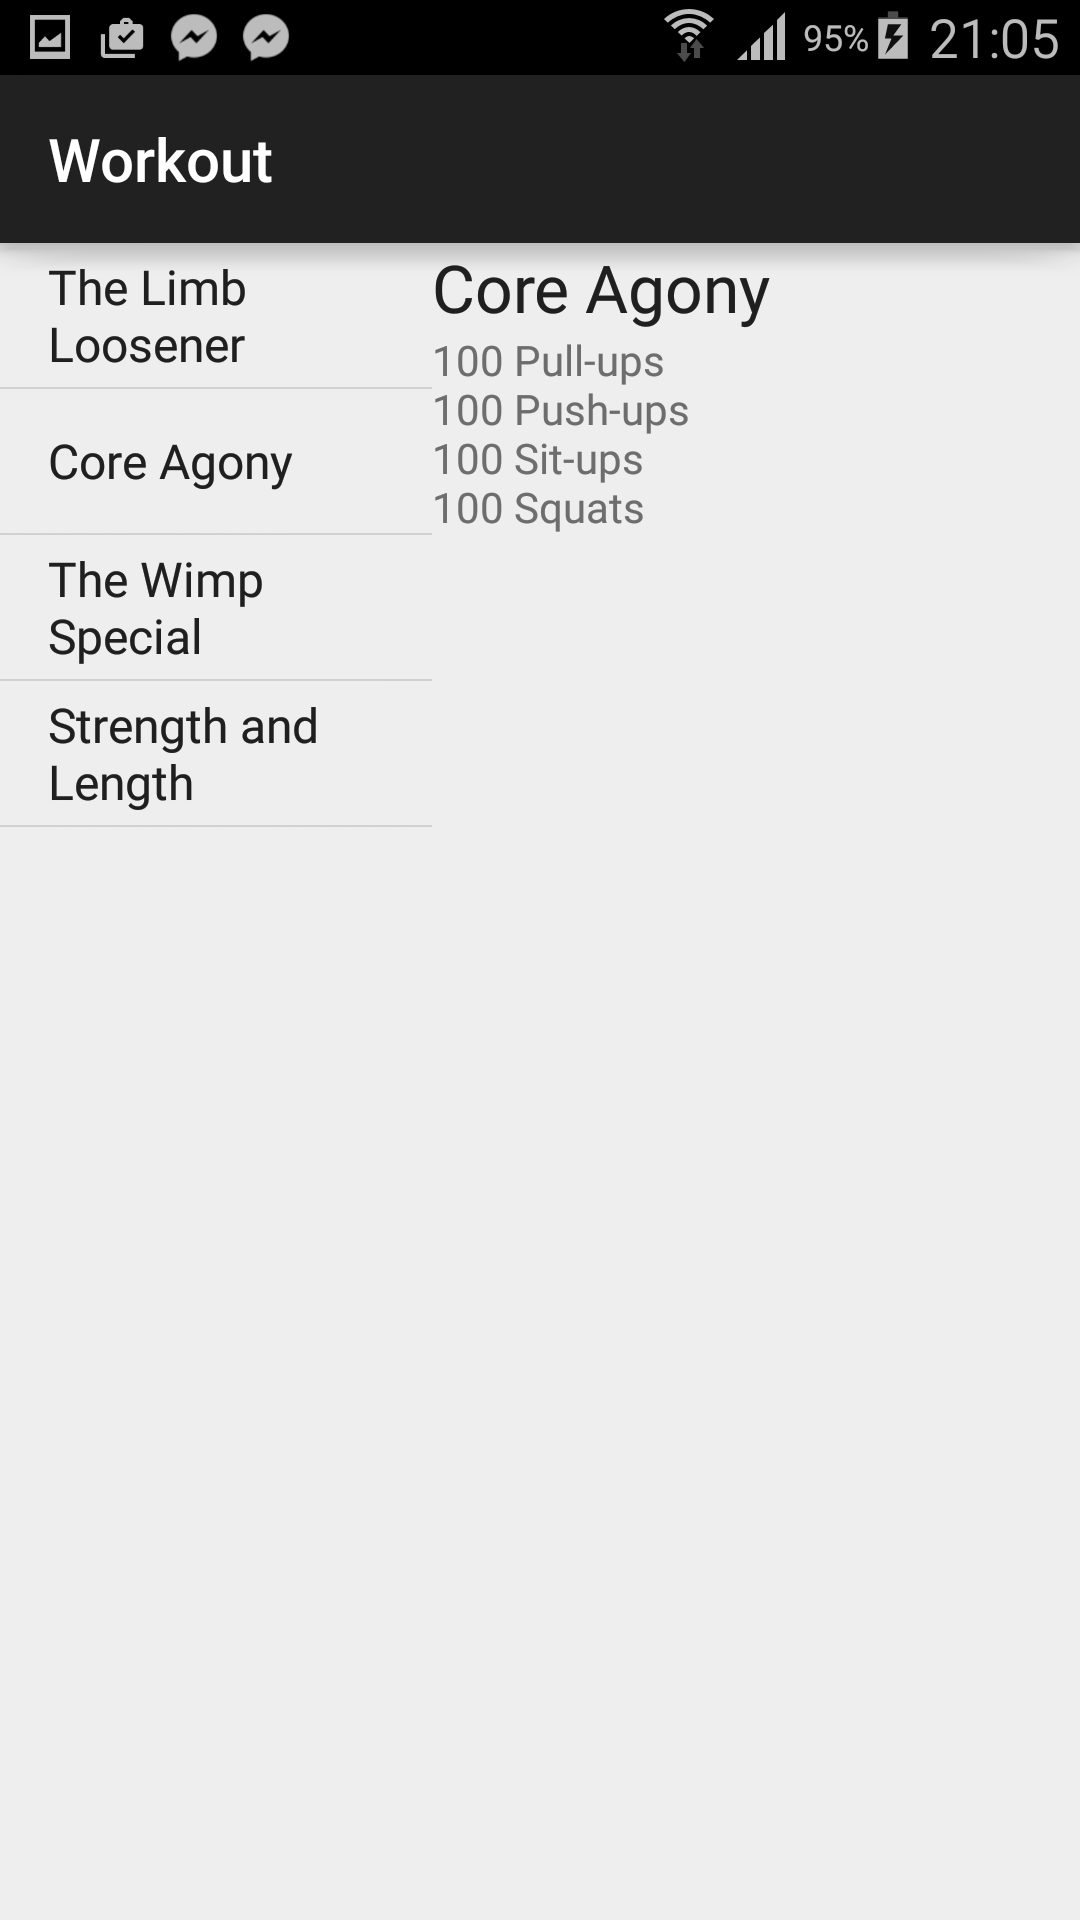 95% 21:05
Workout
The Limb
Loosener
Core Agony
The Wimp
Special
Strength and
Length
Core Agony
100 Pull-ups
100 Push-ups
100 Sit-ups
100 Squats